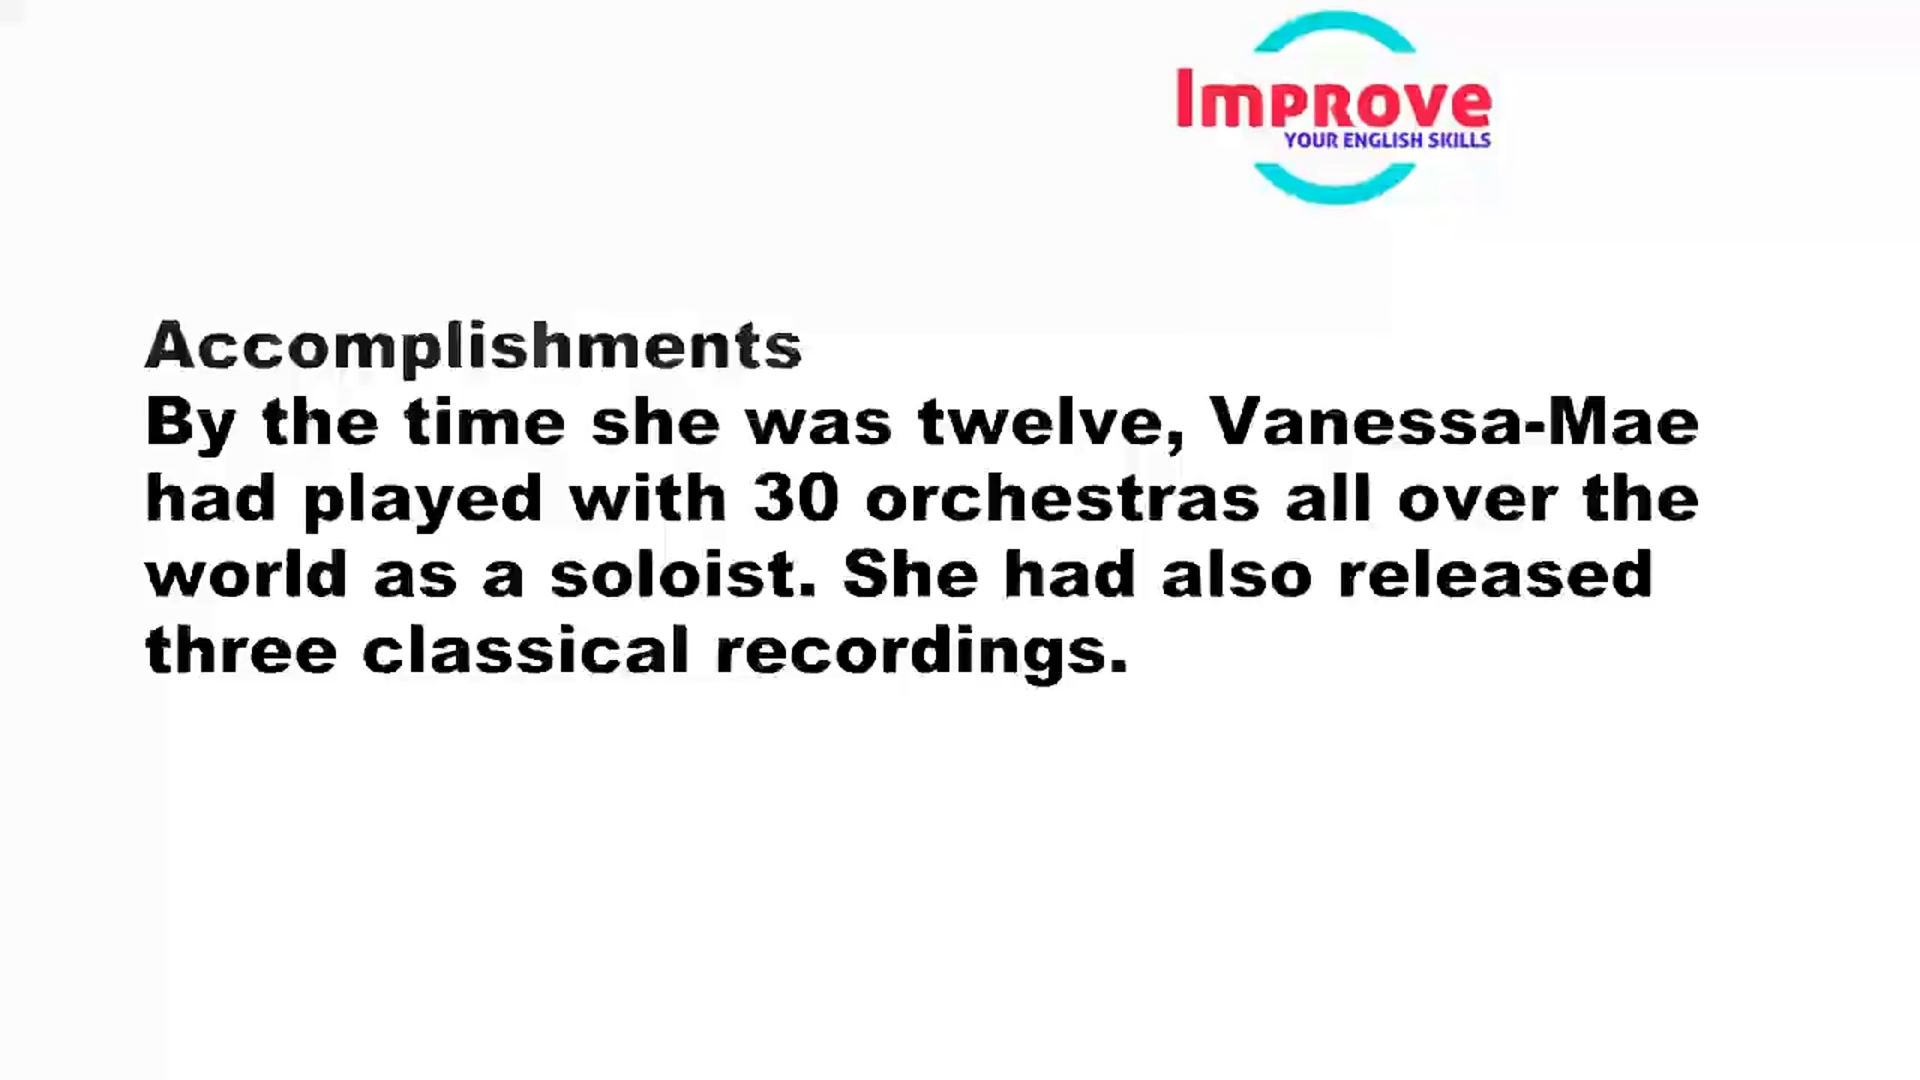 Improve
YOUR ENGLISH SKILLS
Accomplishments
By the time she was twelve, Vanessa-Mae
had played with 30 orchestras all over the
world as a soloist. She had also released
three classical recordings.